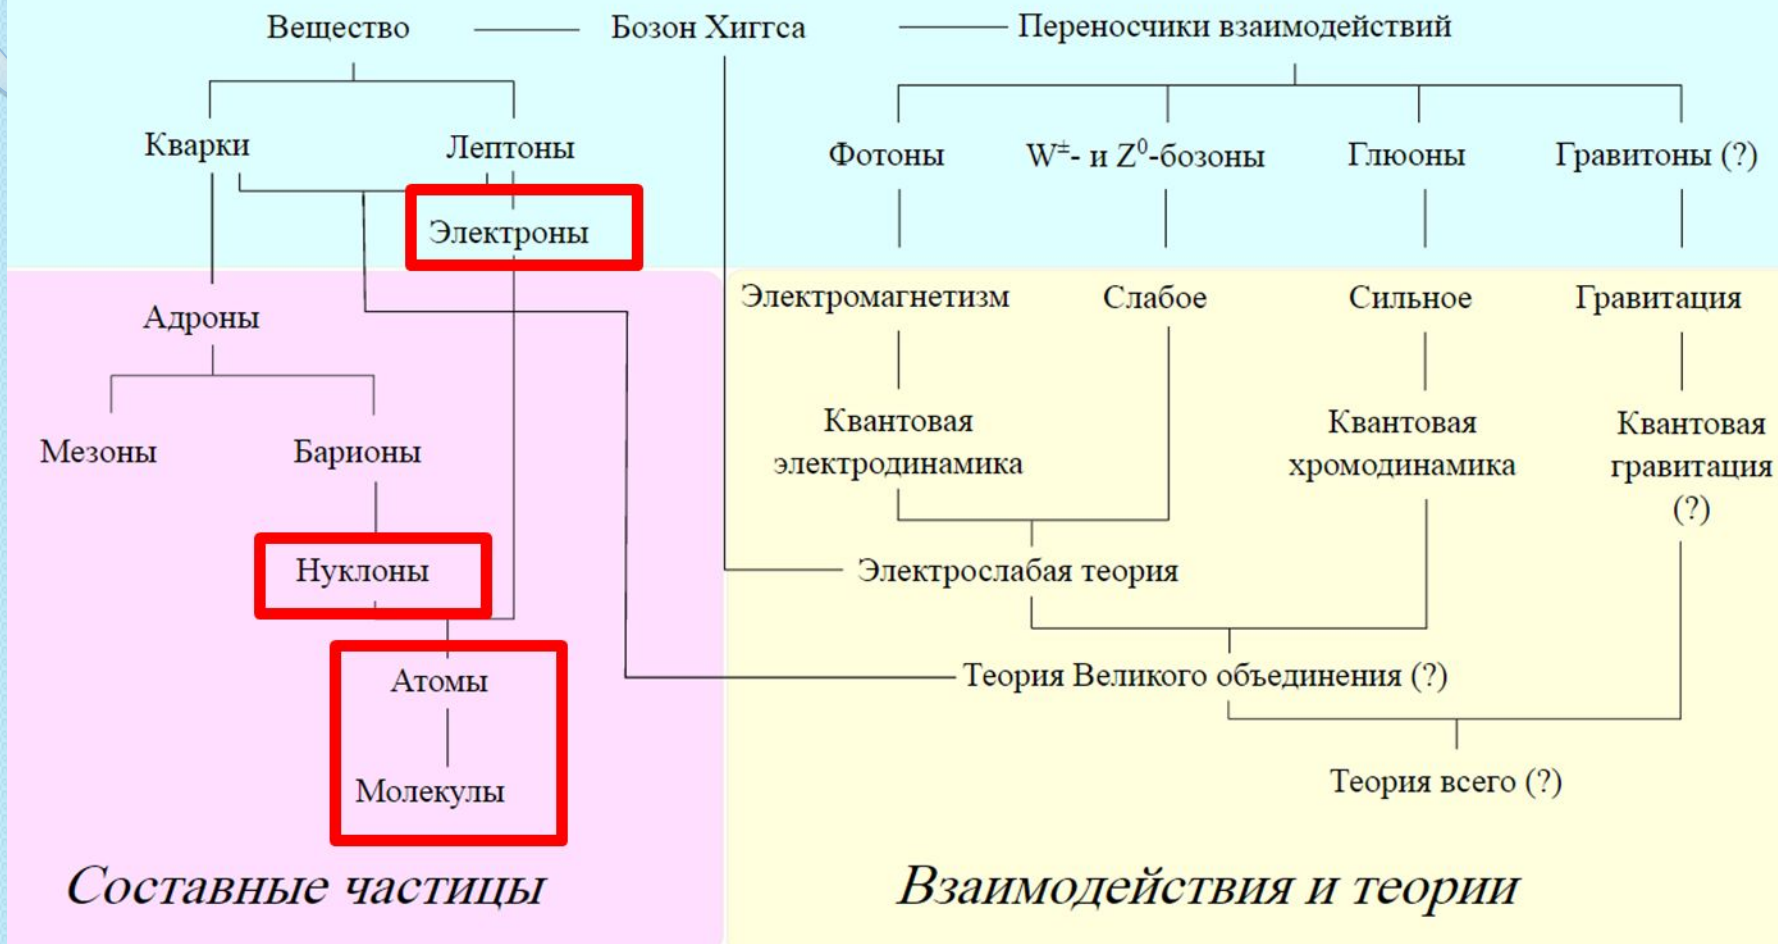 Вещество
Бозон Хиггса
Переносчики взаимодействий
Кварки
Лептоны
Фотоны
W±- и Z⁰-бозоны
Глюоны
Гравитоны (?)
Электроны
Электромагнетизм
Слабое
Сильное
Гравитация
Адроны
Мезоны
Барионы
Квантовая
электродинамика
Квантовая
хромодинамика
Квантовая
гравитация
(?)
Нуклоны
Электрослабая теория
Атомы
Теория Великого объединения (?)
Молекулы
Теория всего (?)
Составные частицы
Взаимодействия и теории